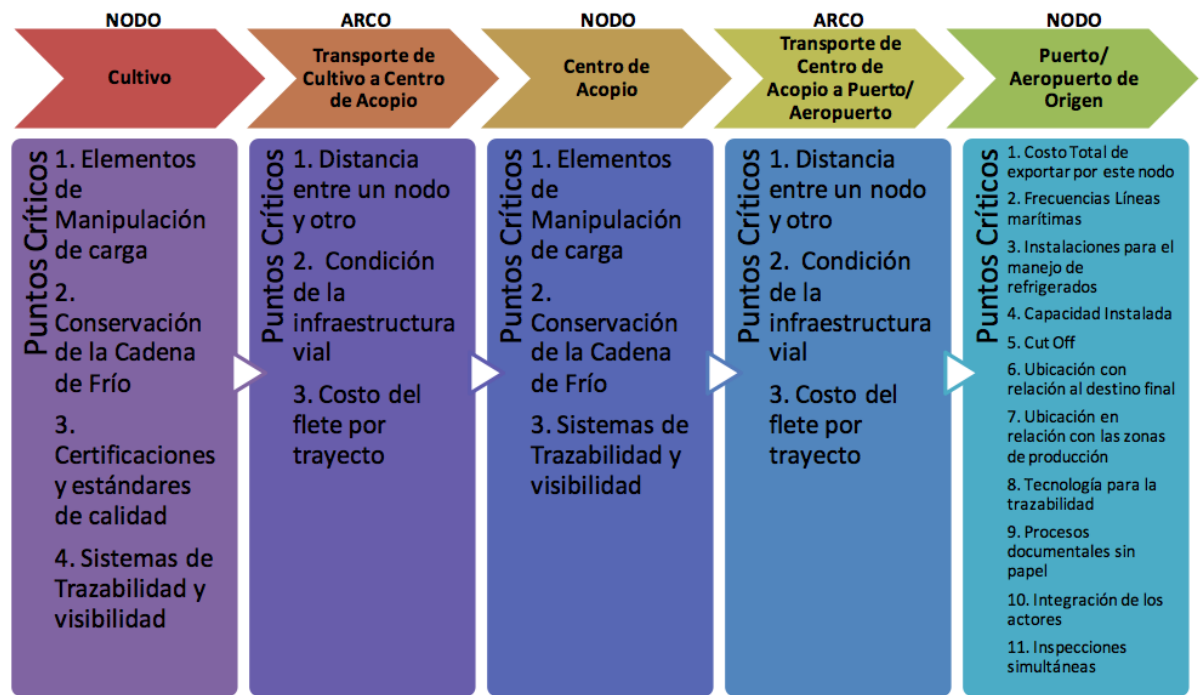 NODO
Cultivo
Puntos Críticos
1. Elementos
de
Manipulación
de carga
2.
Conservación
de la Cadena
de Frío
3.
Certificaciones
y estándares
de calidad
4. Sistemas de
Trazabilidad y
visibilidad
ARCO
Transporte de
Cultivo a Centro
de Acopio
Puntos Críticos
1. Distancia
entre un nodo
y otro
2. Condición
de la
infraestructura
vial
3. Costo del
flete por
trayecto
NODO
Centro de
Acopio
Puntos Críticos
1. Elementos
de
Manipulación
de carga
2.
Conservación
de la Cadena
de Frío
3. Sistemas de
Trazabilidad y
visibilidad
ARCO
Transporte de
Centro de
Acopio a Puerto/
Aeropuerto
Puntos Críticos
1. Distancia
entre un nodo
y otro
2. Condición
de la
infraestructura
vial
3. Costo del
flete por
trayecto
NODO
Puerto/
Aeropuerto de
Origen
Puntos Críticos
1. Costo Total de
exportar por este nodo
2. Frecuencias Líneas
marítimas
3. Instalaciones para el
manejo de
refrigerados
4. Capacidad Instalada
5. Cut Off
6. Ubicación con
relación al destino final
7. Ubicación en
relación con las zonas
de producción
8. Tecnología para la
trazabilidad
9. Procesos
documentales sin
papel
10. Integración de los
actores
11. Inspecciones
simultáneas